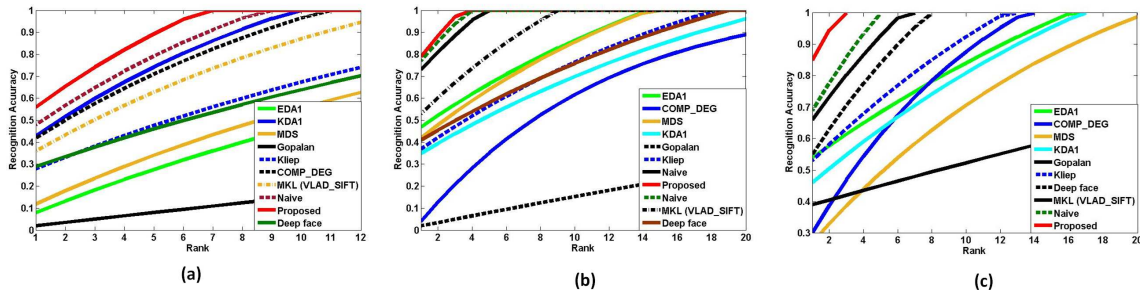 Recognition Acuuracy
1
0.9
0.8
0.7
0.6
0.5
0.4
0.3
0.2
0.1
0
1 2 3 4 5 6 7 8 9 10 11 12
Rank
EDA1
KDA1
MDS
Gopalan
Kliep
COMP_DEG
MKL (VLAD_SIFT)
Naive
Proposed
Deep face
(a)
Recognition Acuuracy
1
0.9
0.8
0.7
0.6
0.5
0.4
0.3
0.2
0.1
0
2 4 6 8 10 12 14 16 18 20
Rank
EDA1
COMP_DEG
MDS
KDA1
Gopalan
Kliep
Naive
Proposed
Naive
MKL (VLAD_SIFT)
Deep face
(b)
Recognition Acuuracy
1
0.9
0.8
0.7
0.6
0.5
0.4
0.3
2 4 6 8 10 12 14 16 18 20
Rank
EDA1
COMP_DEG
MDS
KDA1
Gopalan
Kliep
Deep face
MKL (VLAD_SIFT)
Naive
Proposed
(c)